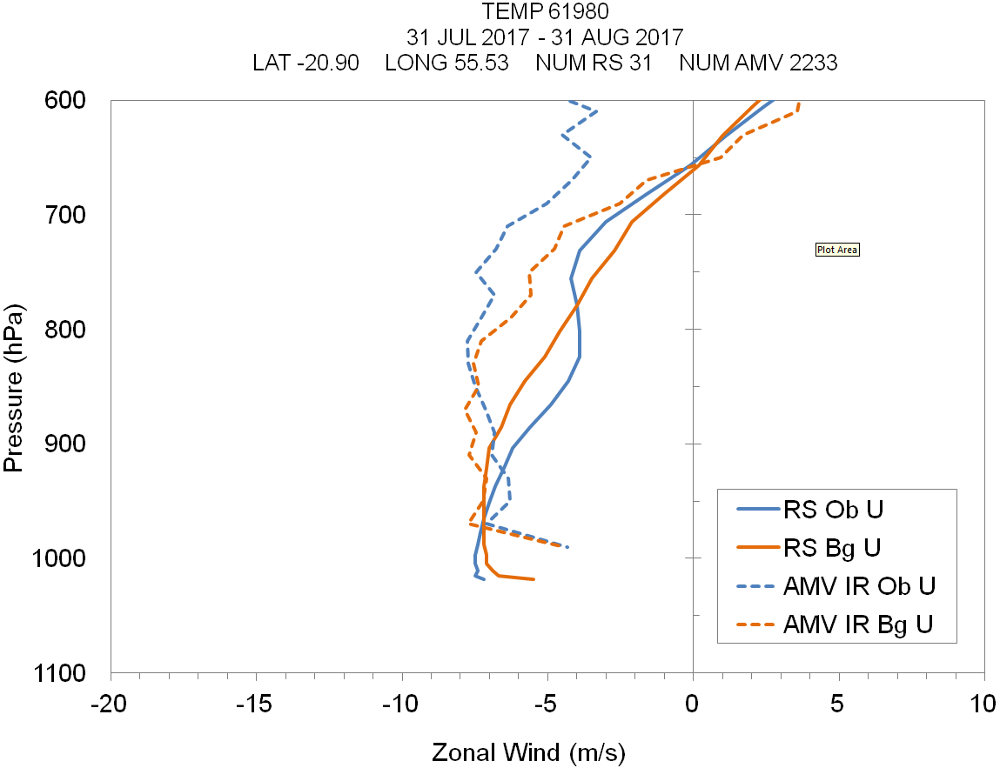 TEMP 61980
31 JUL 2017 - 31 AUG 2017
LAT -20.90 LONG 55.53 NUM RS 31 NUM AMV 2233
600
700
800
900
1000
1100
Pressure (hPa)
Plot Area
RS Ob U
RS Bg U
AMV IR Ob U
AMV IR Bg U
-20 -15 -10 -5 0 5 10
Zonal Wind (m/s)